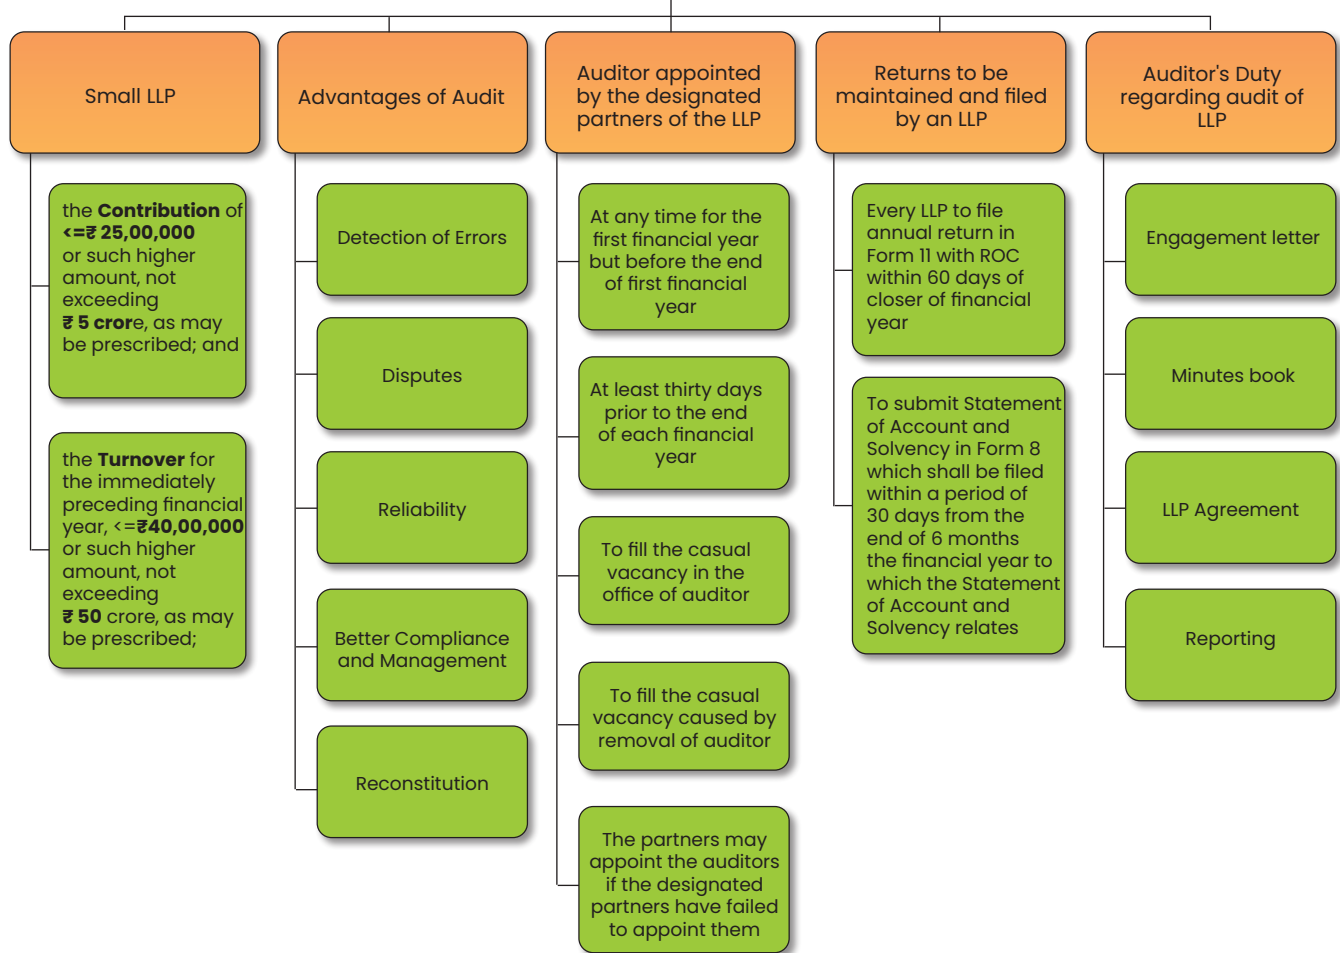 Small LLP
the Contribution of
<=₹ 25,00,000
or such higher
amount, not
exceeding
₹ 5 crore, as may
be prescribed; and
the Turnover for
the immediately
preceding financial
year, <=₹40,00,000
or such higher
amount, not
exceeding
₹ 50 crore, as may
be prescribed;
Advantages of Audit
Detection of Errors
Disputes
Reliability
Better Compliance
and Management
Reconstitution
Auditor appointed
by the designated
partners of the LLP
At any time for the
first financial year
but before the end
of first financial
year
At least thirty days
prior to the end
of each financial
year
To fill the casual
vacancy in the
office of auditor
To fill the casual
vacancy caused by
removal of auditor
The partners may
appoint the auditors
if the designated
partners have failed
to appoint them
Returns to be
maintained and filed
by an LLP
Every LLP to file
annual return in
Form 11 with ROC
within 60 days of
closer of financial
year
To submit Statement
of Account and
Solvency in Form 8
which shall be filed
within a period of
30 days from the
end of 6 months
the financial year to
which the Statement
of Account and
Solvency relates
Auditor's Duty
regarding audit of
LLP
Engagement letter
Minutes book
LLP Agreement
Reporting